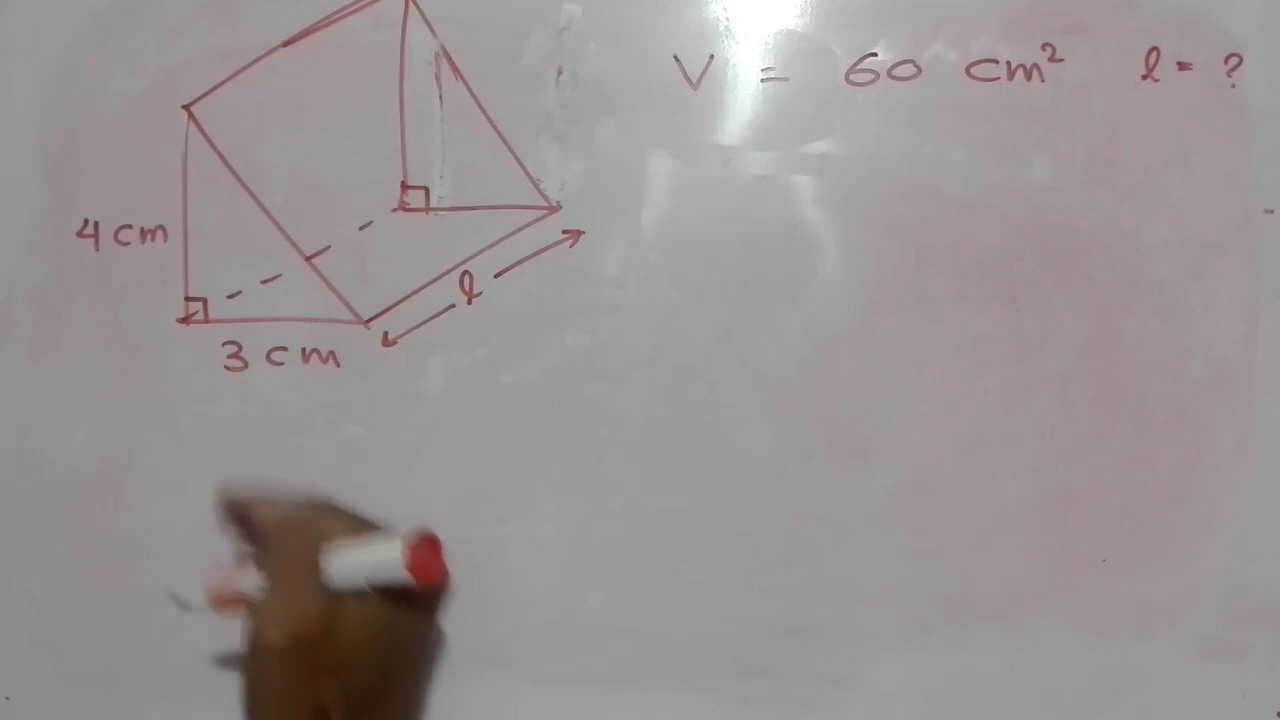 V = 60 cm² l = ?
4 cm
l
3 cm